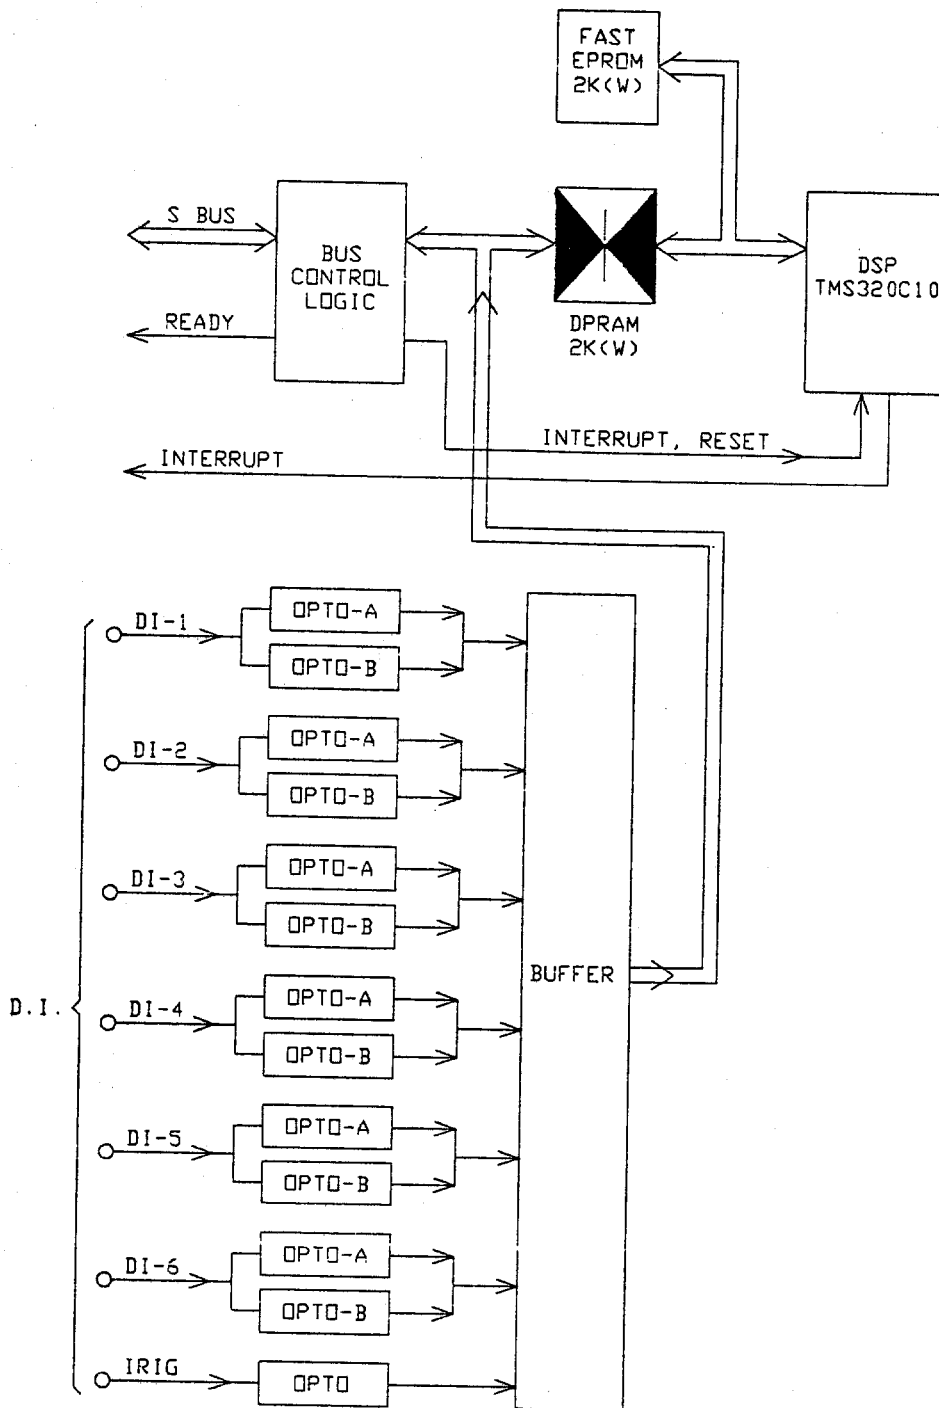 FAST
EPROM
2K(W)
S BUS
BUS
CONTROL
LOGIC
READY
DPRAM
2K(W)
DSP
TMS320C10
INTERRUPT, RESET
INTERRUPT
D.I.
DI-1
OPTO-A
OPTO-B
DI-2
OPTO-A
OPTO-B
DI-3
OPTO-A
OPTO-B
DI-4
OPTO-A
OPTO-B
DI-5
OPTO-A
OPTO-B
DI-6
OPTO-A
OPTO-B
IRIG
OPTO
BUFFER